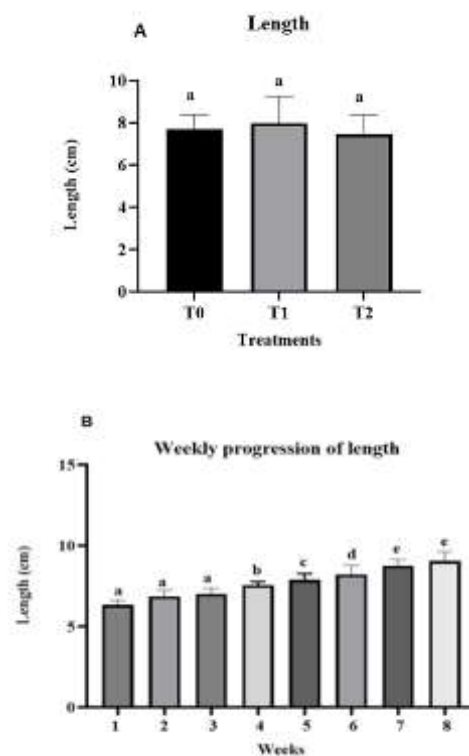 A
Length
10
8
6
4
2
0
Length (cm)
a a a
T0 T1 T2
Treatments
B
Weekly progression of length
15
10
5
0
Length (cm)
a a a b c d e e
1 2 3 4 5 6 7 8
Weeks